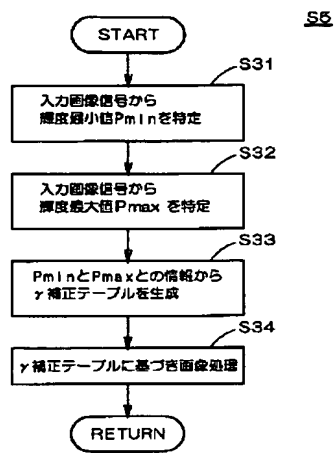 S5
START
S31
入力画像信号から
輝度最小値Pminを特定
S32
入力画像信号から
輝度最大値Pmax を特定
S33
PminとPmaxとの情報から
γ補正テーブルを生成
S34
γ補正テーブルに基づき画像処理
RETURN